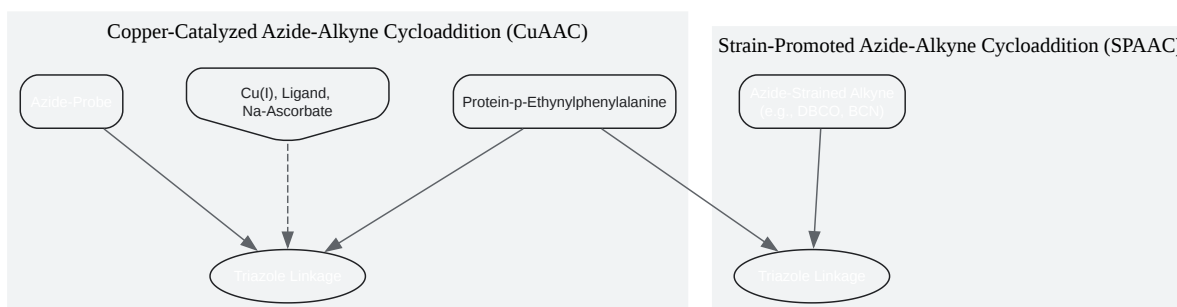 Copper-Catalyzed Azide-Alkyne Cycloaddition (CuAAC)
Strain-Promoted Azide-Alkyne Cycloaddition (SPAAC)
Azide-Probe
Cu(I), Ligand,
Na-Ascorbate
Protein-p-Ethynylphenylalanine
Azide-Strained Alkyne
(e.g., DBCO, BCN)
Triazole Linkage
Triazole Linkage